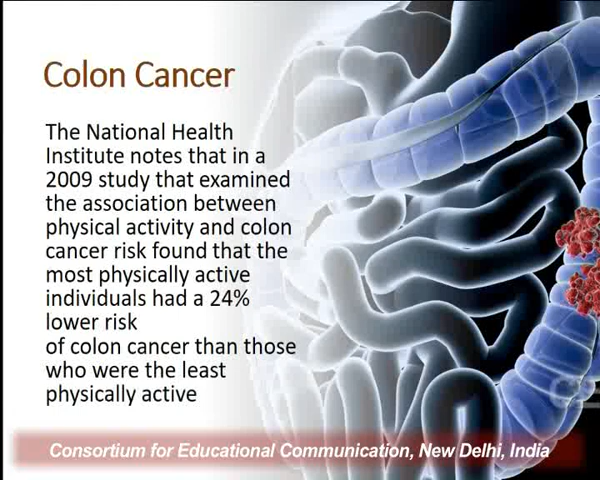 Colon Cancer
The National Health
Institute notes that in a
2009 study that examined
the association between
physical activity and colon
cancer risk found that the
most physically active
individuals had a 24%
lower risk
of colon cancer than those
who were the least
physically active
Consortium for Educational Communication, New Delhi, India